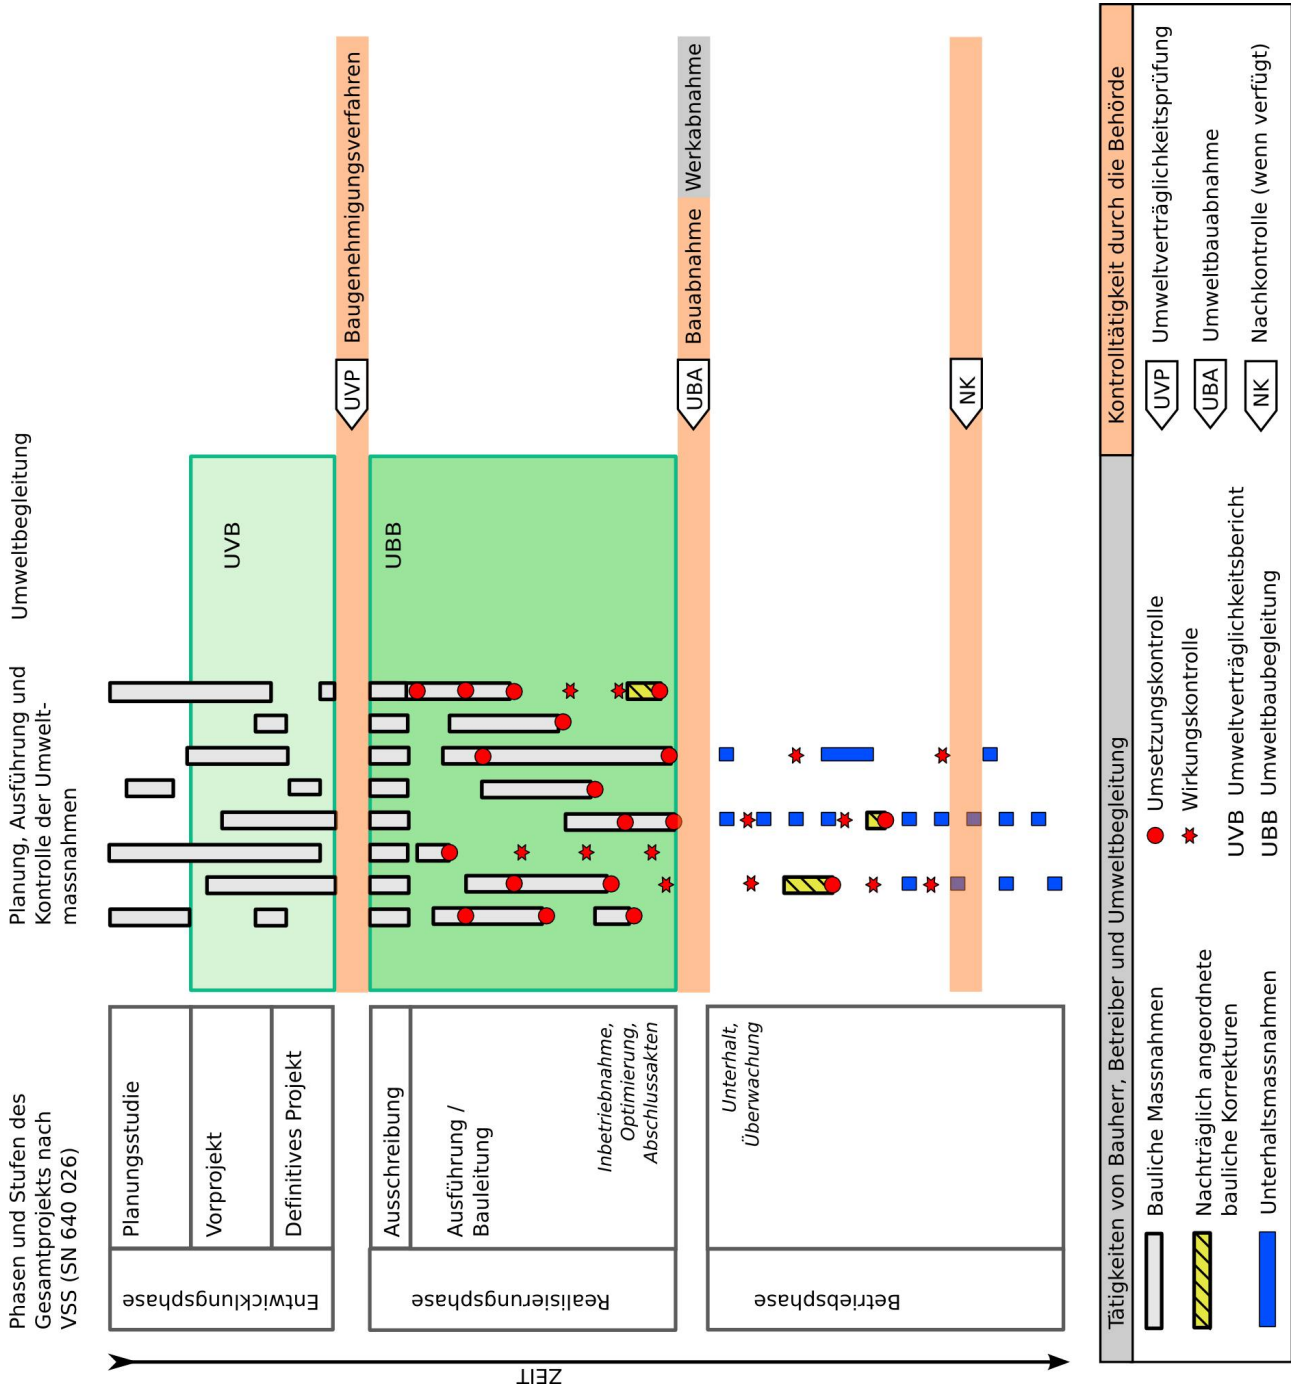 Phasen und Stufen des
Gesamtprojekts nach
VSS (SN 640 026)
Planung, Ausführung und
Kontrolle der Umwelt-
massnahmen
Umweltbegleitung
ZEIT
Entwicklungsphase
Planungsstudie
Vorprojekt
Definitives Projekt
UVB
UVP
Baugenehmigungsverfahren
Realisierungsphase
Ausschreibung
Ausführung /
Bauleitung
Inbetriebnahme,
Optimierung,
Abschlussakten
UBB
UBA
Bauabnahme
Werkabnahme
Betriebsphase
Unterhalt,
Überwachung
NK
Tätigkeiten von Bauherr, Betreiber und Umweltbegleitung
Bauliche Massnahmen
Nachträglich angeordnete
bauliche Korrekturen
Unterhaltsmassnahmen
Umsetzungskontrolle
Wirkungskontrolle
UVB Umweltverträglichkeitsbericht
UBB Umweltbaubegleitung
Kontrolltätigkeit durch die Behörde
UVP Umweltverträglichkeitsprüfung
UBA Umweltbauabnahme
NK Nachkontrolle (wenn verfügt)